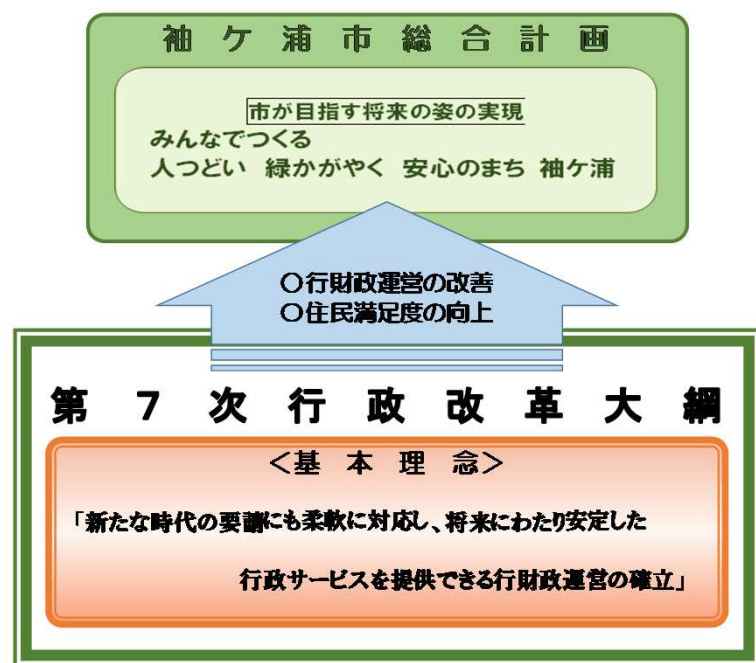 袖ケ浦市総合計画
市が目指す将来の姿の実現
みんなでつくる
人つどい 緑かがやく 安心のまち 袖ケ浦
○行財政運営の改善
○住民満足度の向上
第7次行政改革大綱
<基本理念>
「新たな時代の要請にも柔軟に対応し、将来にわたり安定した
行政サービスを提供できる行財政運営の確立」